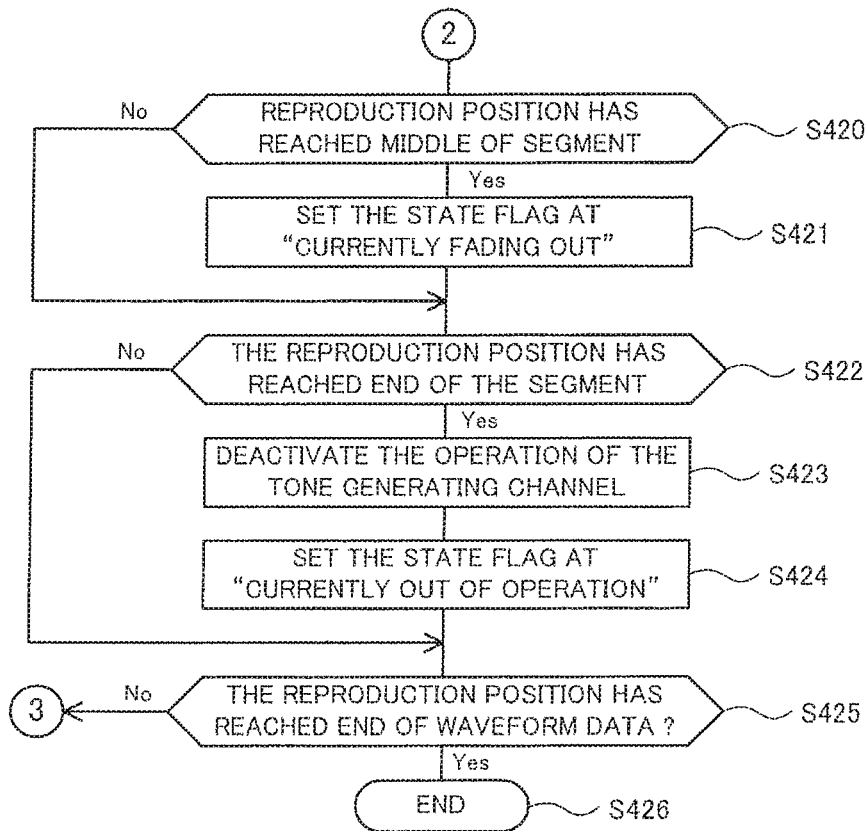 2
No
REPRODUCTION POSITION HAS
REACHED MIDDLE OF SEGMENT
S420
Yes
SET THE STATE FLAG AT
“CURRENTLY FADING OUT”
S421
No
THE REPRODUCTION POSITION HAS
REACHED END OF THE SEGMENT
S422
Yes
DEACTIVATE THE OPERATION OF THE
TONE GENERATING CHANNEL
S423
SET THE STATE FLAG AT
“CURRENTLY OUT OF OPERATION”
S424
3
No
THE REPRODUCTION POSITION HAS
REACHED END OF WAVEFORM DATA ?
S425
Yes
END
S426